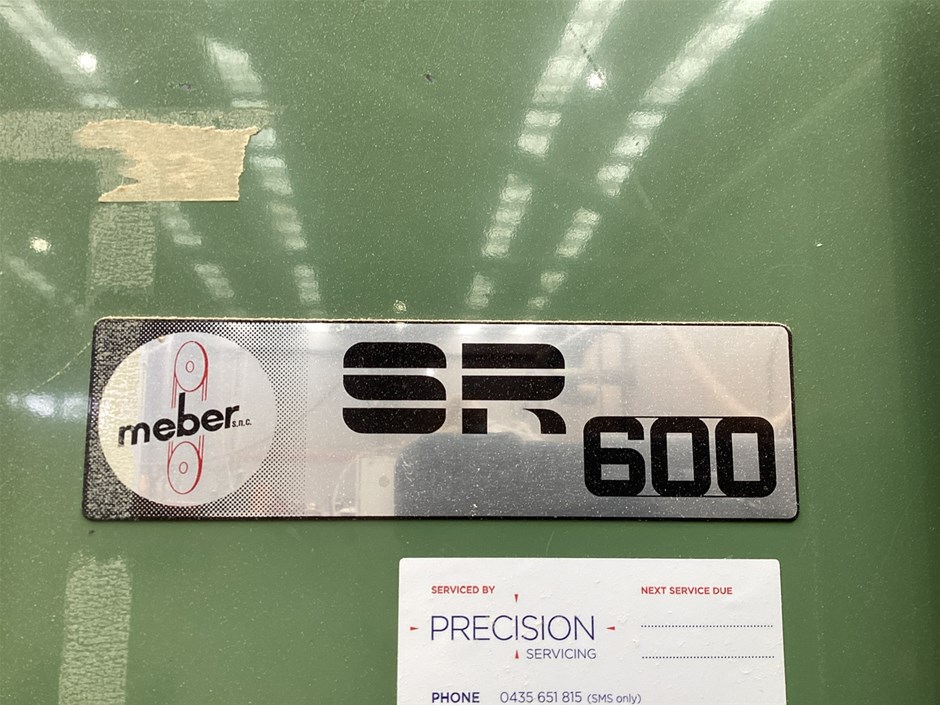 meber s.n.c.
SR
600
SERVICED BY
NEXT SERVICE DUE
PRECISION
SERVICING
PHONE 0435 651 815 (SMS only)